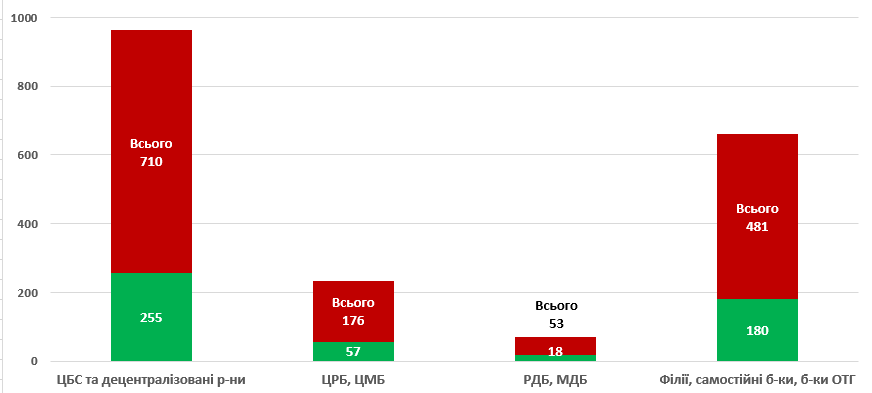 1000
800
600
400
200
0
Всього
710
255
Всього
176
57
Всього
53
18
Всього
481
180
ЦБС та децентралізовані р-ни
ЦРБ, ЦМБ
РДБ, МДБ
Філії, самостійні б-ки, б-ки ОТГ